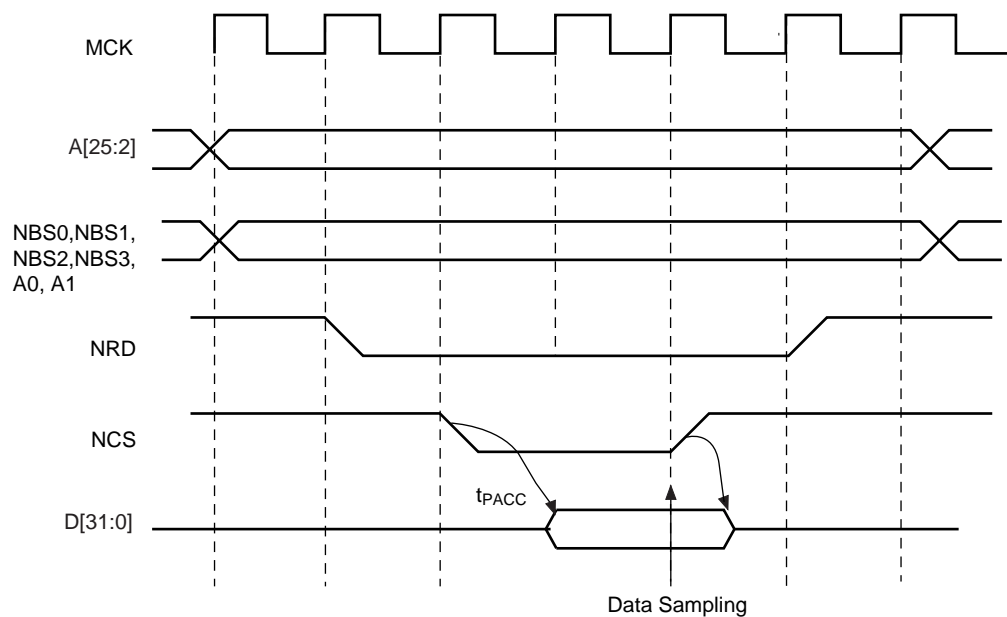 MCK
A[25:2]
NBS0,NBS1,
NBS2,NBS3,
A0, A1
NRD
NCS
tPACC
D[31:0]
Data Sampling